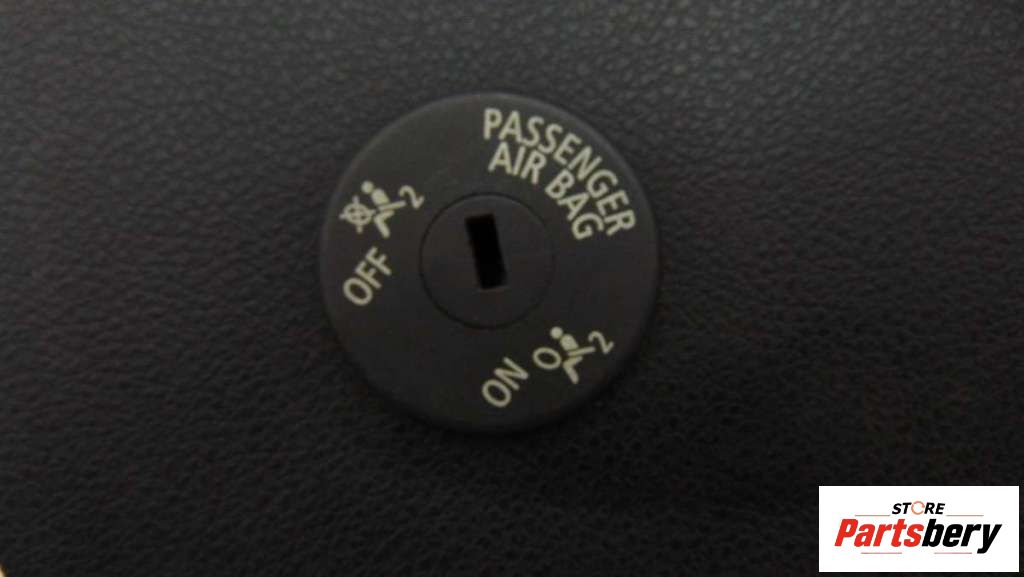 PASSENGER
AIR BAG
2
OFF
ON
2
STORE
Partsbery